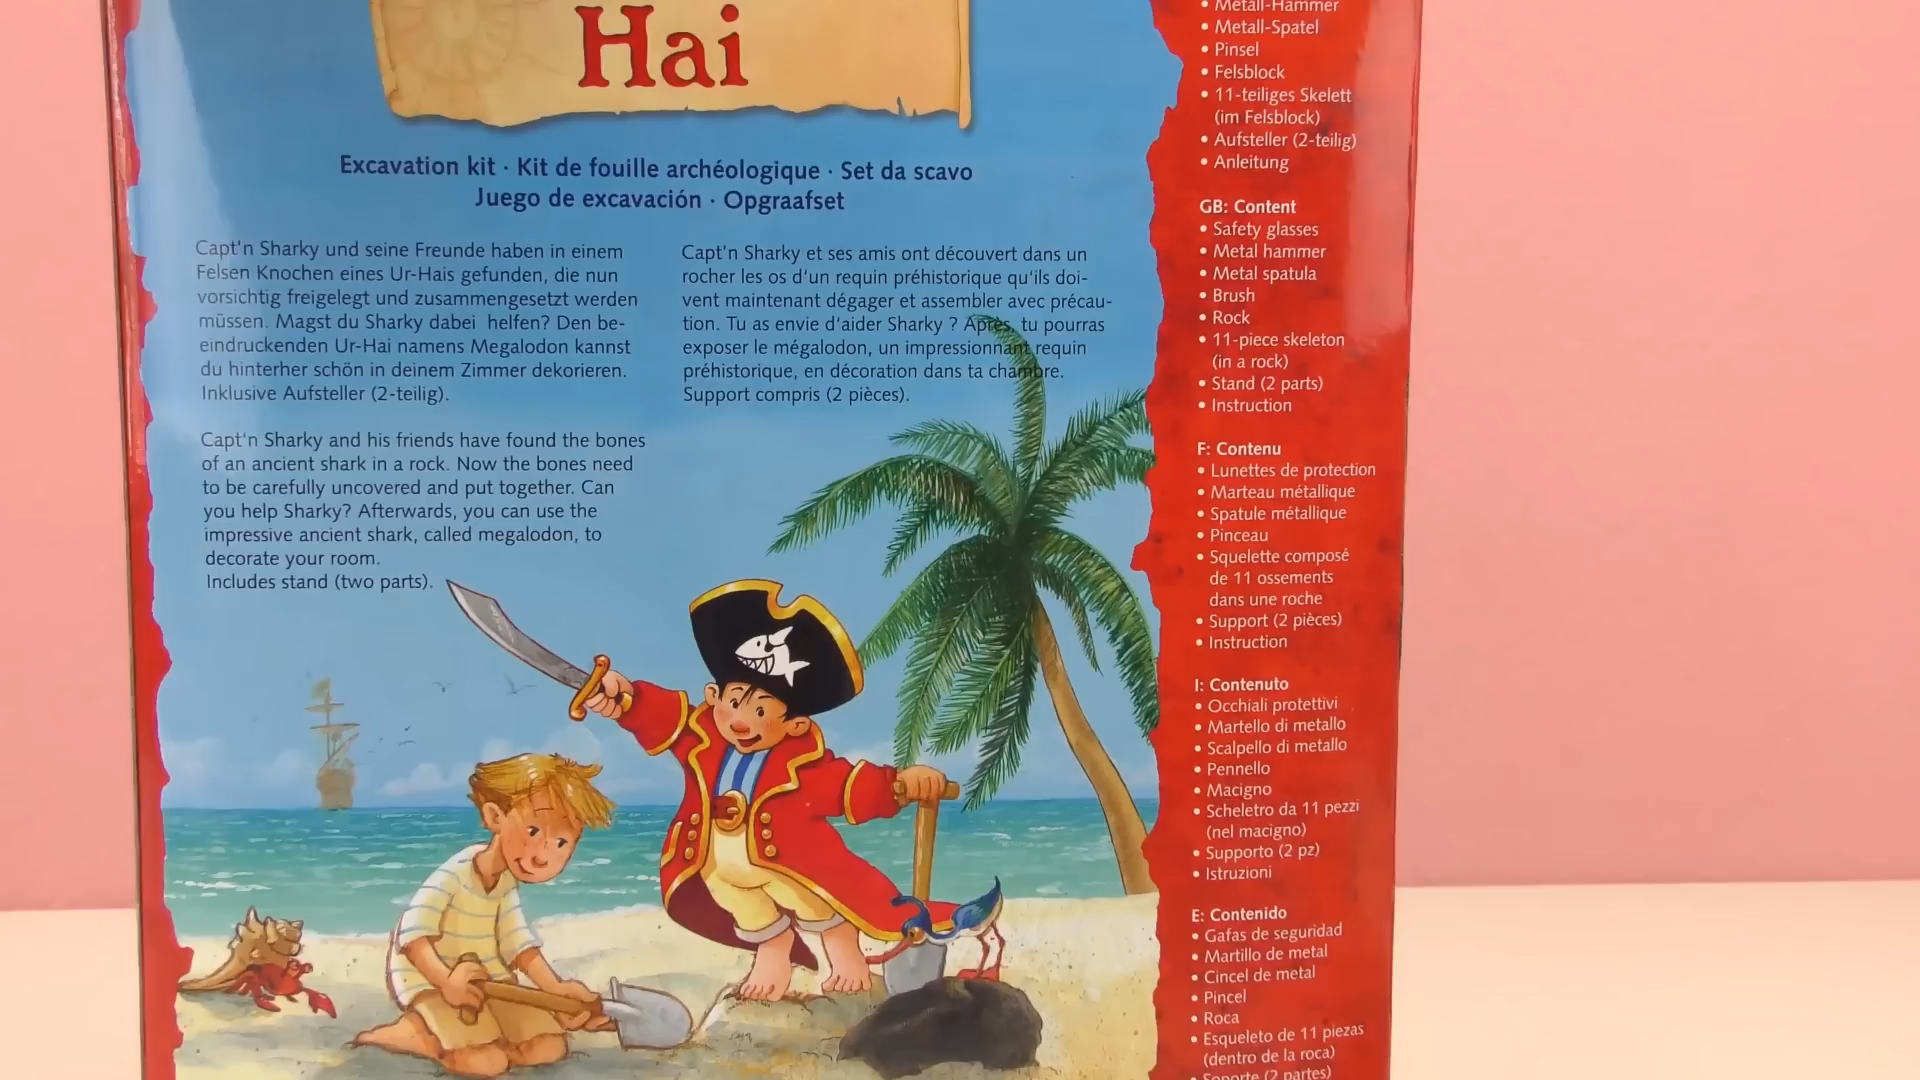 Hai
Excavation kit · Kit de fouille archéologique · Set da scavo
Juego de excavación · Opgraafset
Capt'n Sharky und seine Freunde haben in einem
Felsen Knochen eines Ur-Hais gefunden, die nun
vorsichtig freigelegt und zusammengesetzt werden
müssen. Magst du Sharky dabei helfen? Den be-
eindruckenden Ur-Hai namens Megalodon kannst
du hinterher schön in deinem Zimmer dekorieren.
Inklusive Aufsteller (2-teilig).
Capt'n Sharky and his friends have found the bones
of an ancient shark in a rock. Now the bones need
to be carefully uncovered and put together. Can
you help Sharky? Afterwards, you can use the
impressive ancient shark, called megalodon, to
decorate your room.
Includes stand (two parts).
Capt'n Sharky et ses amis ont découvert dans un
rocher les os d'un requin préhistorique qu'ils doi-
vent maintenant dégager et assembler avec précau-
tion. Tu as envie d'aider Sharky ? Après, tu pourras
exposer le mégalodon, un impressionnant requin
préhistorique, en décoration dans ta chambre.
Support compris (2 pièces).
• Metall-Hammer
• Metall-Spatel
• Pinsel
• Felsblock
• 11-teiliges Skelett
(im Felsblock)
• Aufsteller (2-teilig)
• Anleitung
GB: Content
• Safety glasses
• Metal hammer
• Metal spatula
• Brush
• Rock
• 11-piece skeleton
(in a rock)
• Stand (2 parts)
• Instruction
F: Contenu
• Lunettes de protection
• Marteau métallique
• Spatule métallique
• Pinceau
• Squelette composé
de 11 ossements
dans une roche
• Support (2 pièces)
• Instruction
I: Contenuto
• Occhiali protettivi
• Martello di metallo
• Scalpello di metallo
• Pennello
• Macigno
• Scheletro da 11 pezzi
(nel macigno)
• Supporto (2 pz)
• Istruzioni
E: Contenido
• Gafas de seguridad
• Martillo de metal
• Cincel de metal
• Pincel
• Roca
• Esqueleto de 11 piezas
(dentro de la roca)
• Soporte (2 partes)